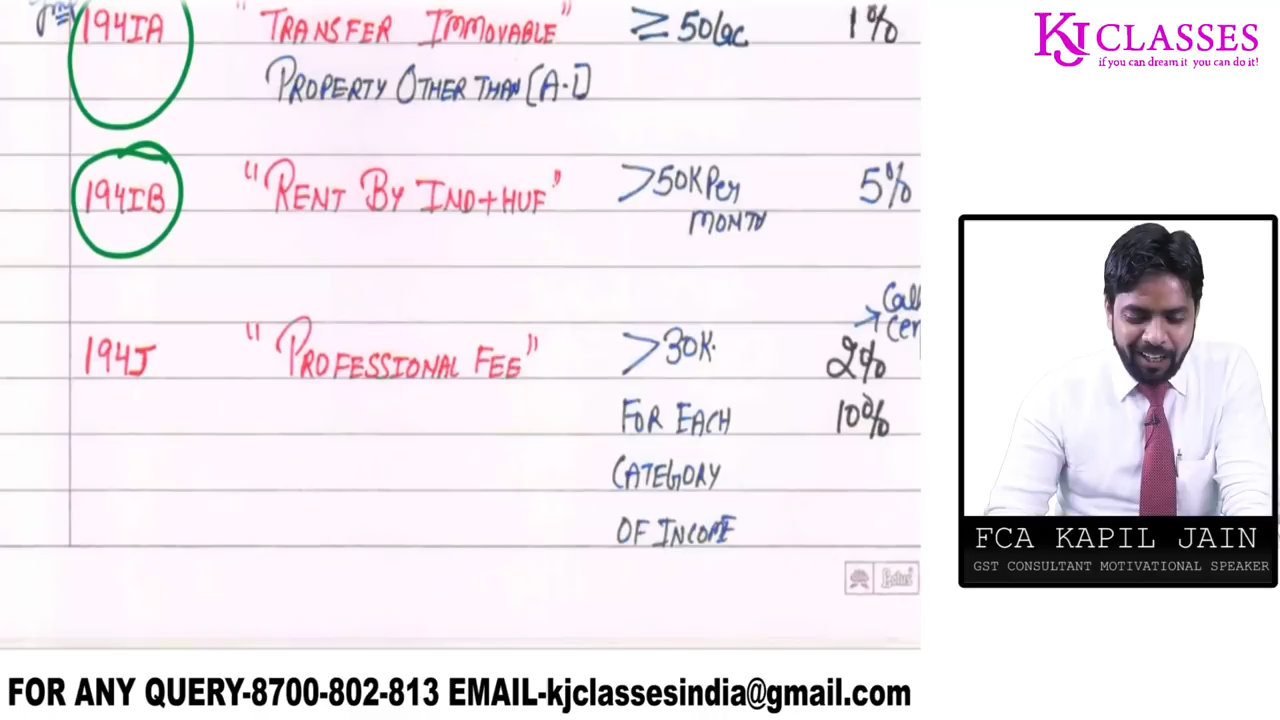 194IA "TRANSFER IMMOVABLE" ≥ 50lac 1%
PROPERTY OTHER THAN [A.L]
194IB "RENT BY IND+HUF" >50K Per 5%
MONTH
194J "PROFESSIONAL FEE" >30K. 2%
FOR EACH 10%
CATEGORY
OF INCOME
Lotus
KJ CLASSES
if you can dream it you can do it!
FCA KAPIL JAIN
GST CONSULTANT MOTIVATIONAL SPEAKER
FOR ANY QUERY-8700-802-813 EMAIL-kjclassesindia@gmail.com